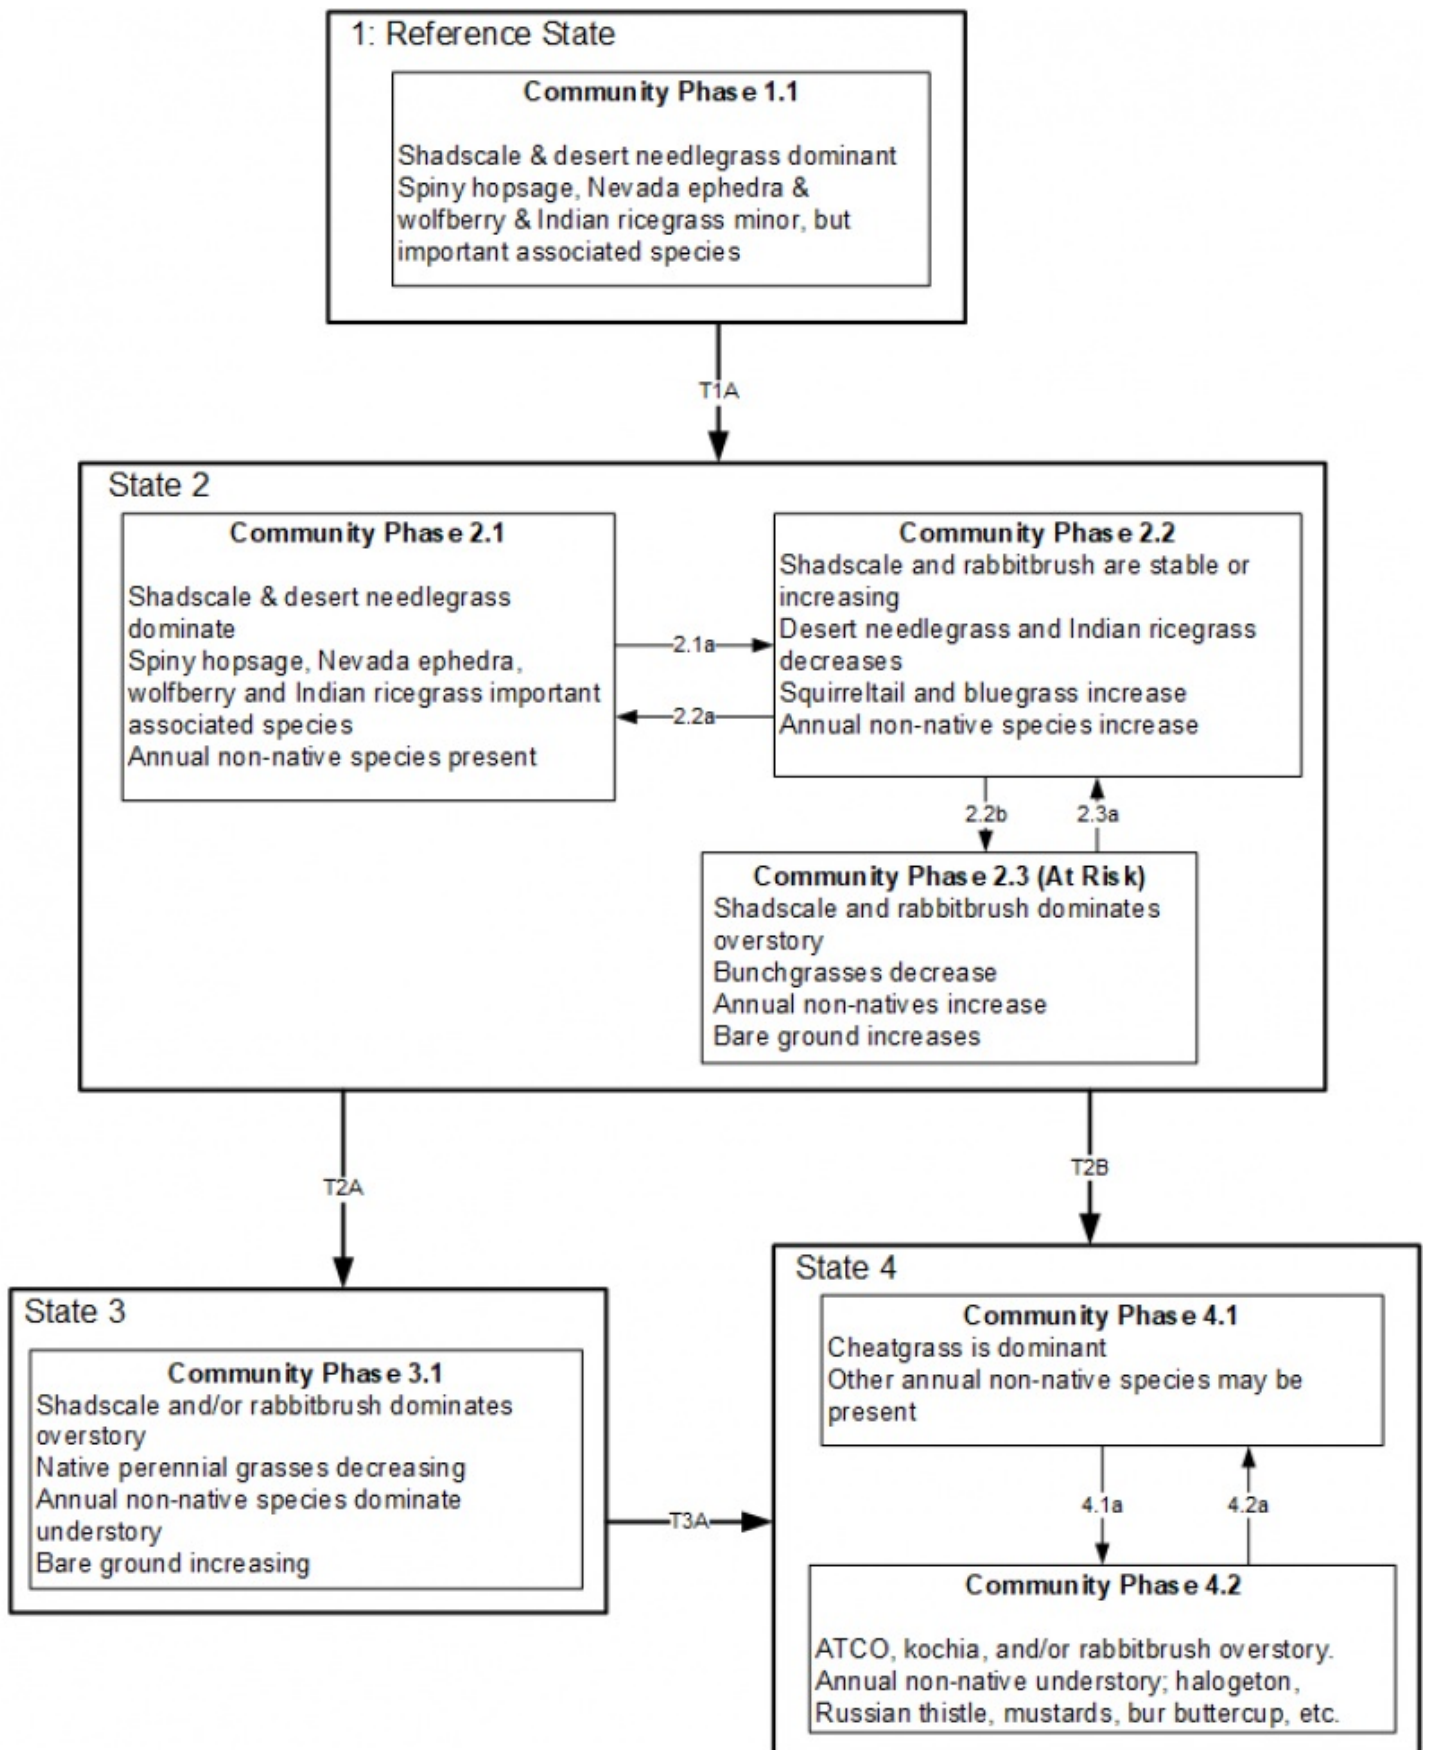 1: Reference State
Community Phase 1.1
Shadscale & desert needlegrass dominant
Spiny hopsage, Nevada ephedra &
wolfberry & Indian ricegrass minor, but
important associated species
T1A
State 2
Community Phase 2.1
Shadscale & desert needlegrass
dominate
Spiny hopsage, Nevada ephedra,
wolfberry and Indian ricegrass important
associated species
Annual non-native species present
2.1a
2.2a
Community Phase 2.2
Shadscale and rabbitbrush are stable or
increasing
Desert needlegrass and Indian ricegrass
decreases
Squirreltail and bluegrass increase
Annual non-native species increase
2.2b
2.3a
Community Phase 2.3 (At Risk)
Shadscale and rabbitbrush dominates
overstory
Bunchgrasses decrease
Annual non-natives increase
Bare ground increases
T2A
T2B
State 3
Community Phase 3.1
Shadscale and/or rabbitbrush dominates
overstory
Native perennial grasses decreasing
Annual non-native species dominate
understory
Bare ground increasing
T3A
State 4
Community Phase 4.1
Cheatgrass is dominant
Other annual non-native species may be
present
4.1a
4.2a
Community Phase 4.2
ATCO, kochia, and/or rabbitbrush overstory.
Annual non-native understory; halogeton,
Russian thistle, mustards, bur buttercup, etc.